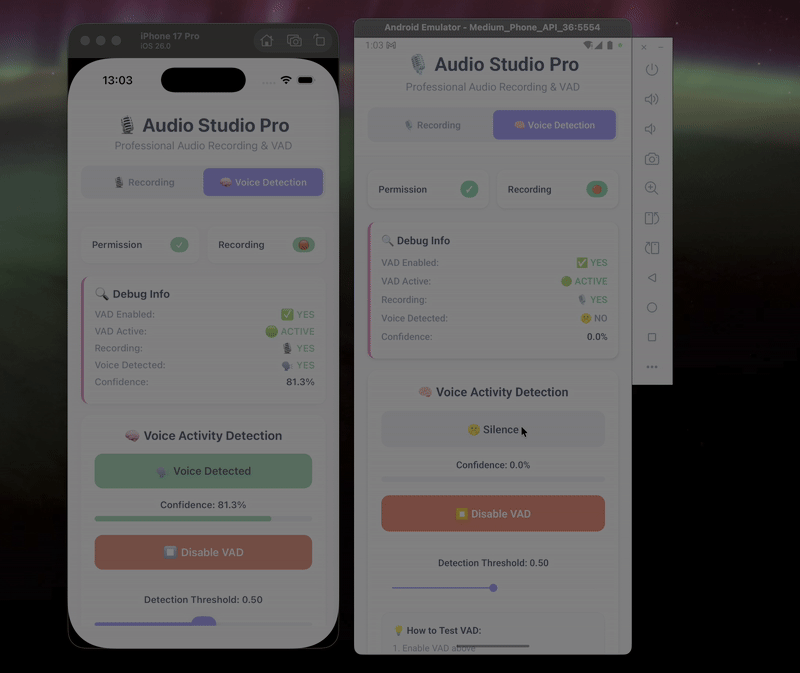 iPhone 17 Pro
iOS 26.0
13:03
🎙️ Audio Studio Pro
Professional Audio Recording & VAD
🎙️ Recording
🧠 Voice Detection
Permission ✓
Recording 🔴
🔍 Debug Info
VAD Enabled: ✅ YES
VAD Active: 🟢 ACTIVE
Recording: 🎙️ YES
Voice Detected: 🗣️ YES
Confidence: 81.3%
🧠 Voice Activity Detection
🗣️ Voice Detected
Confidence: 81.3%
⏹️ Disable VAD
Detection Threshold: 0.50
Android Emulator - Medium_Phone_API_36:5554
1:03
🎙️ Audio Studio Pro
Professional Audio Recording & VAD
🎙️ Recording
🧠 Voice Detection
Permission ✓
Recording 🔴
🔍 Debug Info
VAD Enabled: ✅ YES
VAD Active: 🟢 ACTIVE
Recording: 🎙️ YES
Voice Detected: 🤫 NO
Confidence: 0.0%
🧠 Voice Activity Detection
🤫 Silence
Confidence: 0.0%
⏹️ Disable VAD
Detection Threshold: 0.50
💡 How to Test VAD:
1. Enable VAD above